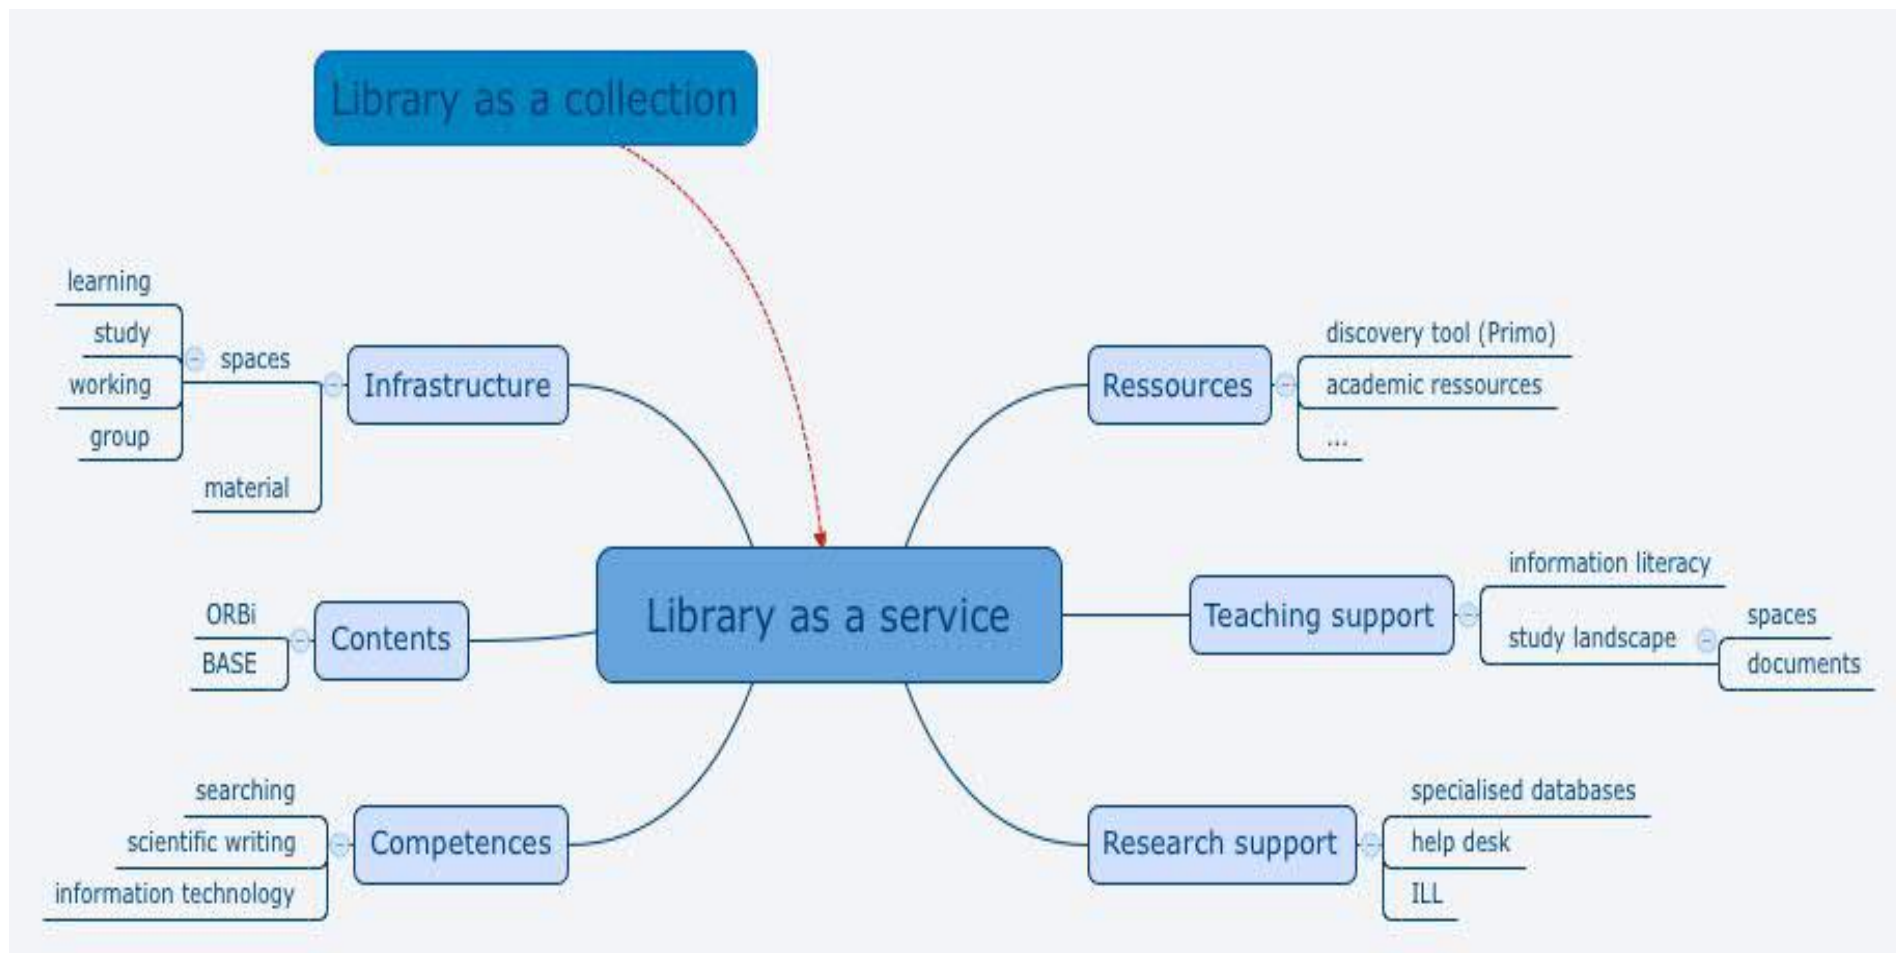 Library as a collection
learning
study
working
group
spaces
material
Infrastructure
Ressources
discovery tool (Primo)
academic ressources
...
ORBi
BASE
Contents
Library as a service
Teaching support
information literacy
study landscape
spaces
documents
searching
scientific writing
information technology
Competences
Research support
specialised databases
help desk
ILL